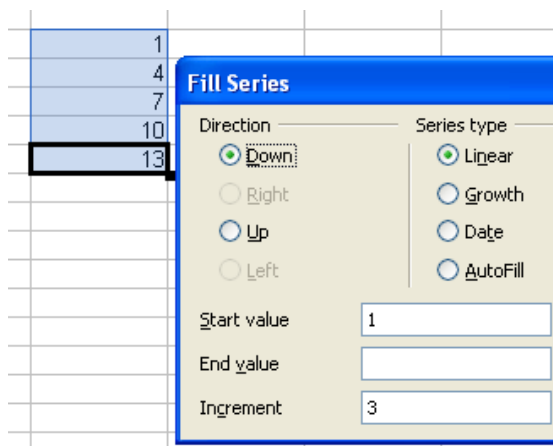 1
4
7
10
13
Fill Series
Direction
Series type
Down
Linear
Right
Growth
Up
Date
Left
AutoFill
Start value
1
End value
Increment
3